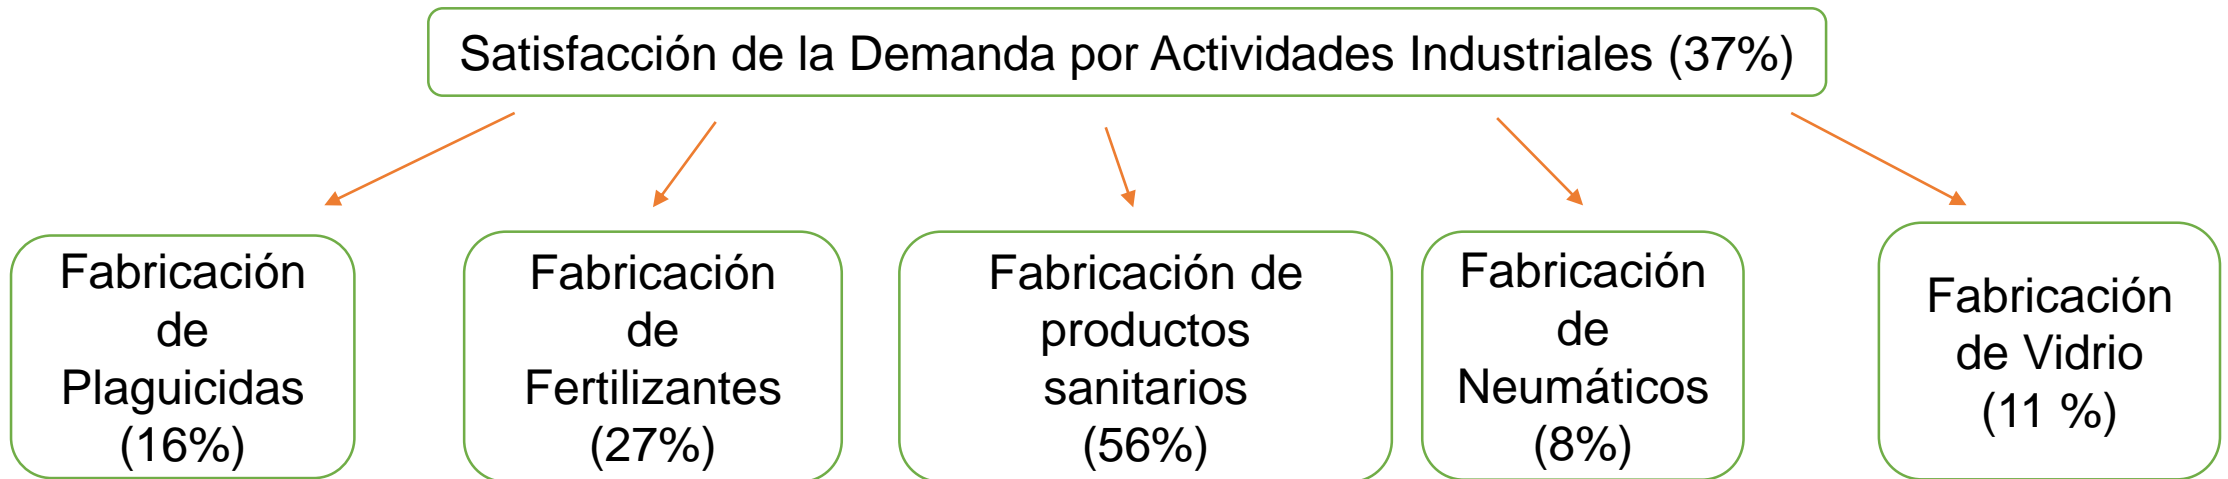 Satisfacción de la Demanda por Actividades Industriales (37%)
Fabricación
de
Plaguicidas
(16%)
Fabricación
de
Fertilizantes
(27%)
Fabricación de
productos
sanitarios
(56%)
Fabricación
de
Neumáticos
(8%)
Fabricación
de Vidrio
(11 %)